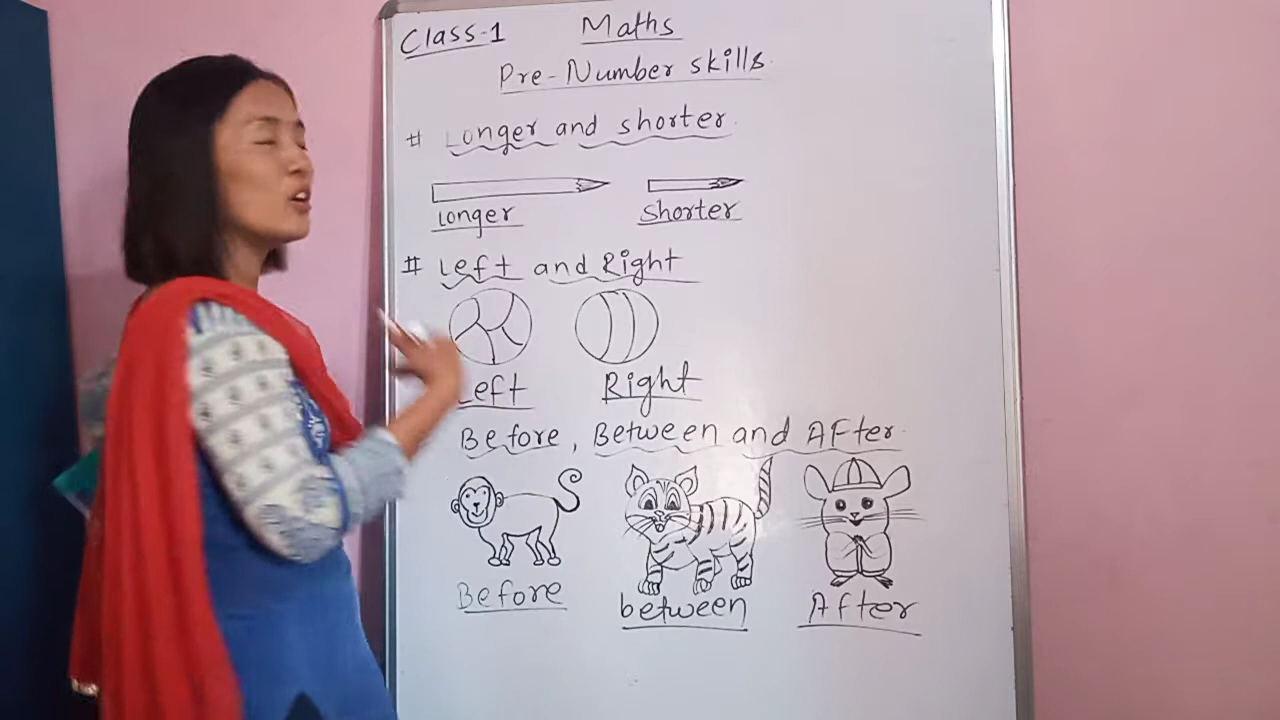 Class-1 Maths
Pre-Number skills
# Longer and shorter
Longer shorter
# Left and Right
Left Right
Before, Between and After
Before between After